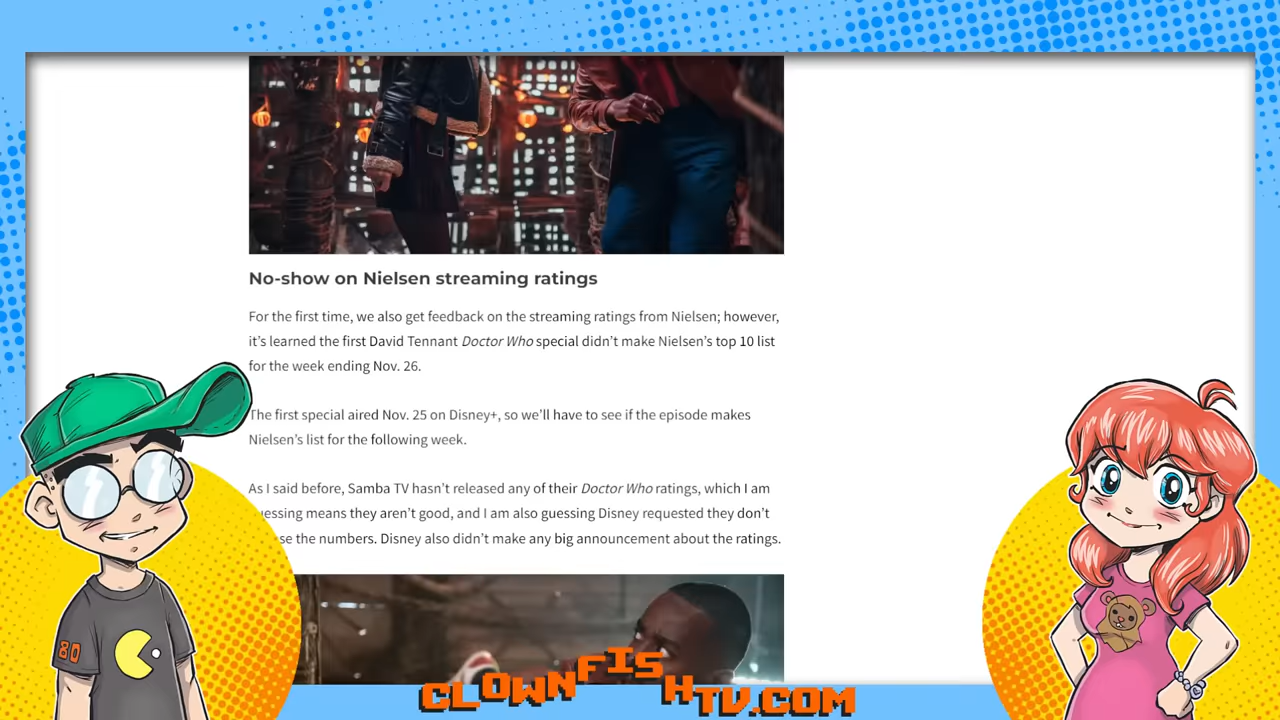 No-show on Nielsen streaming ratings
For the first time, we also get feedback on the streaming ratings from Nielsen; however,
it's learned the first David Tennant Doctor Who special didn't make Nielsen's top 10 list
for the week ending Nov. 26.
The first special aired Nov. 25 on Disney+, so we'll have to see if the episode makes
Nielsen's list for the following week.
As I said before, Samba TV hasn't released any of their Doctor Who ratings, which I am
means they aren't good, and I am also guessing Disney requested they don't
the numbers. Disney also didn't make any big announcement about the ratings.
80
CLOWNFISHTV.COM